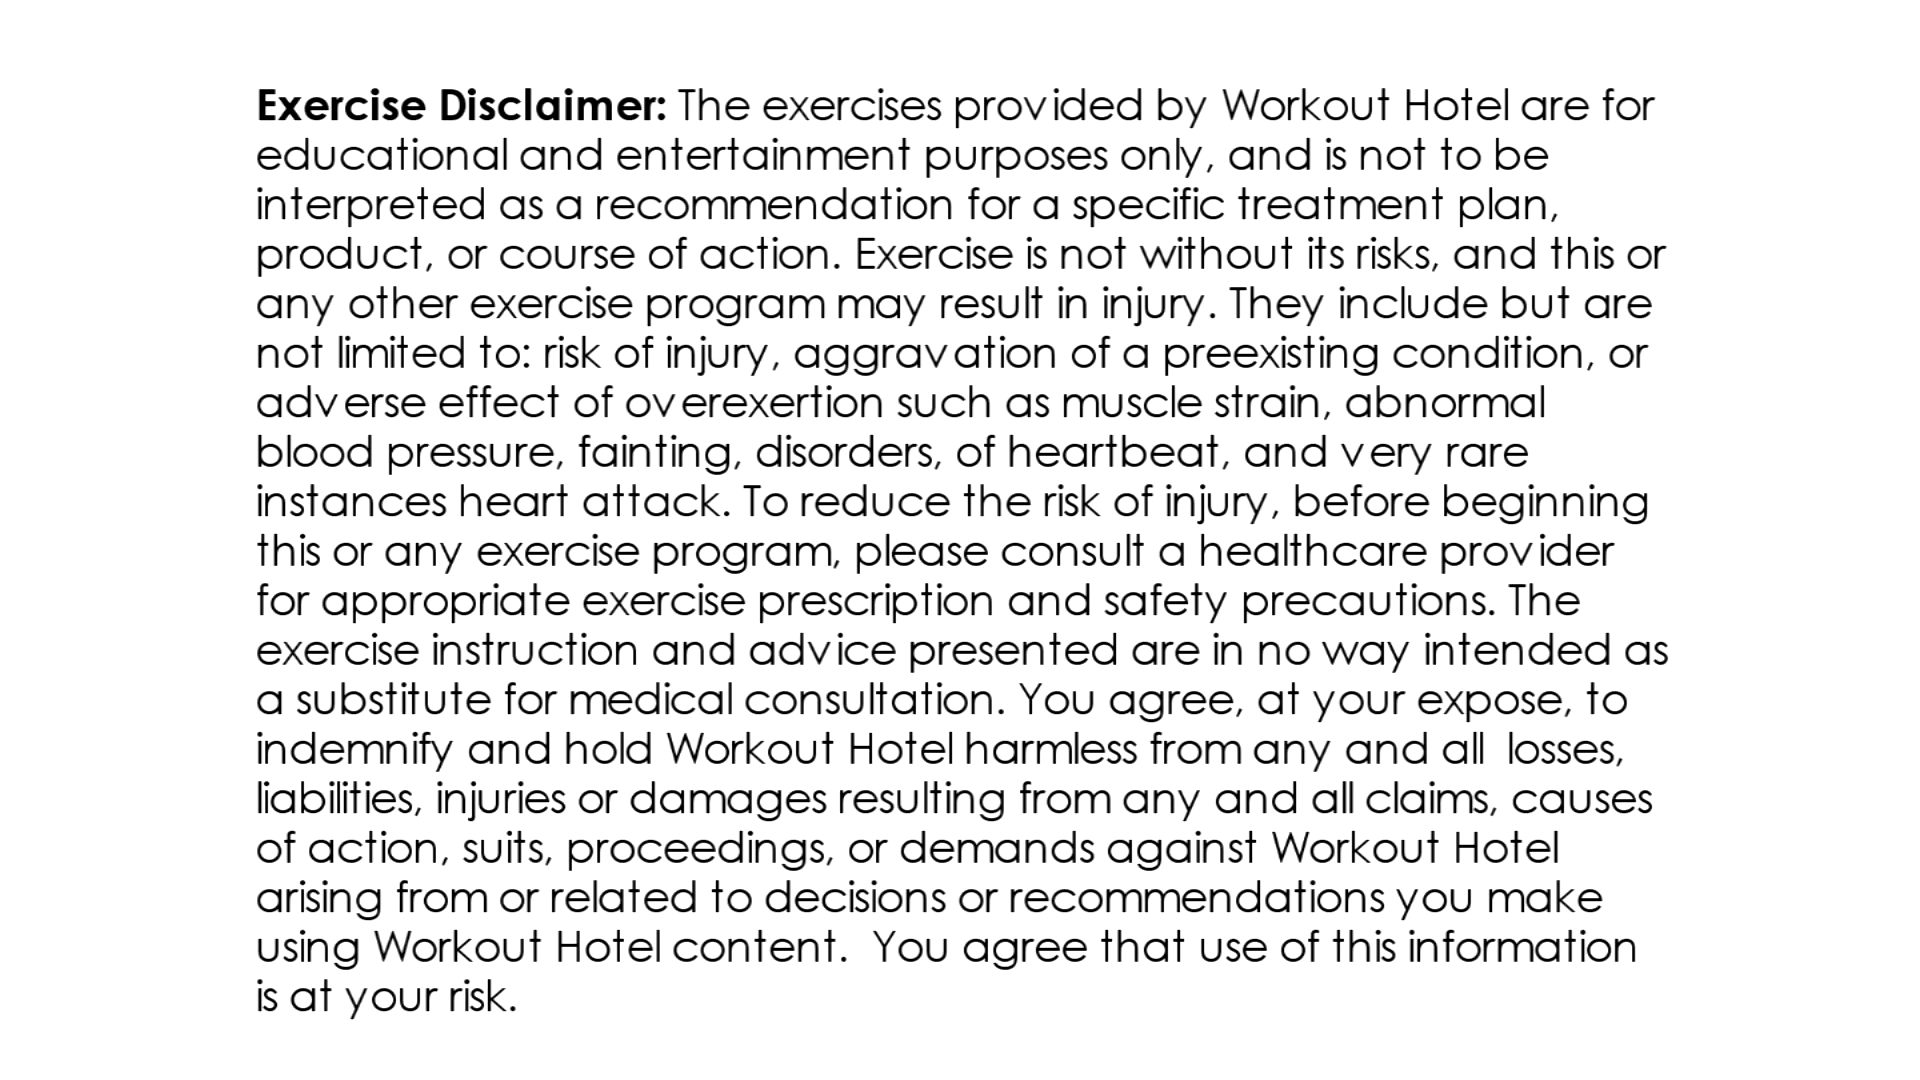 Exercise Disclaimer: The exercises provided by Workout Hotel are for
educational and entertainment purposes only, and is not to be
interpreted as a recommendation for a specific treatment plan,
product, or course of action. Exercise is not without its risks, and this or
any other exercise program may result in injury. They include but are
not limited to: risk of injury, aggravation of a preexisting condition, or
adverse effect of overexertion such as muscle strain, abnormal
blood pressure, fainting, disorders, of heartbeat, and very rare
instances heart attack. To reduce the risk of injury, before beginning
this or any exercise program, please consult a healthcare provider
for appropriate exercise prescription and safety precautions. The
exercise instruction and advice presented are in no way intended as
a substitute for medical consultation. You agree, at your expose, to
indemnify and hold Workout Hotel harmless from any and all  losses,
liabilities, injuries or damages resulting from any and all claims, causes
of action, suits, proceedings, or demands against Workout Hotel
arising from or related to decisions or recommendations you make
using Workout Hotel content.  You agree that use of this information
is at your risk.